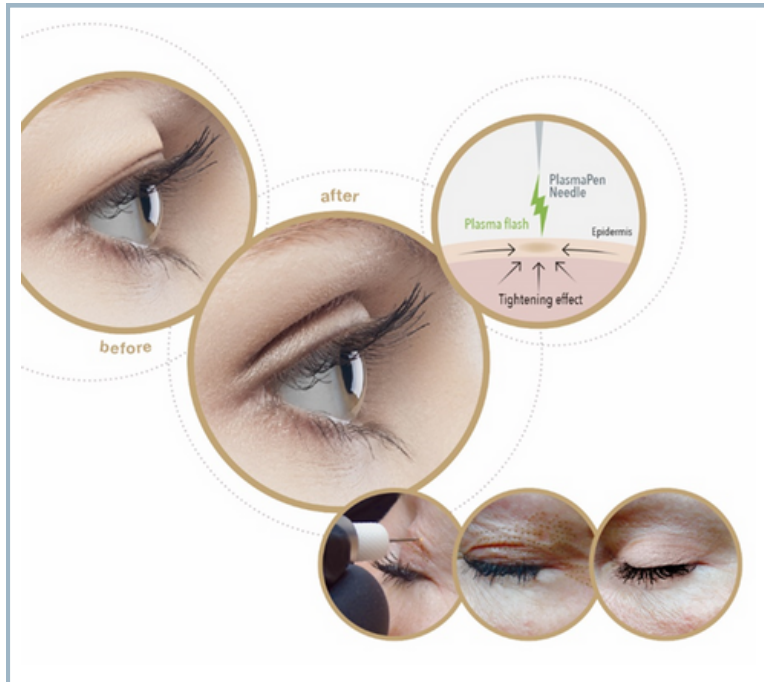 before
after
PlasmaPen
Needle
Plasma flash
Epidermis
Tightening effect